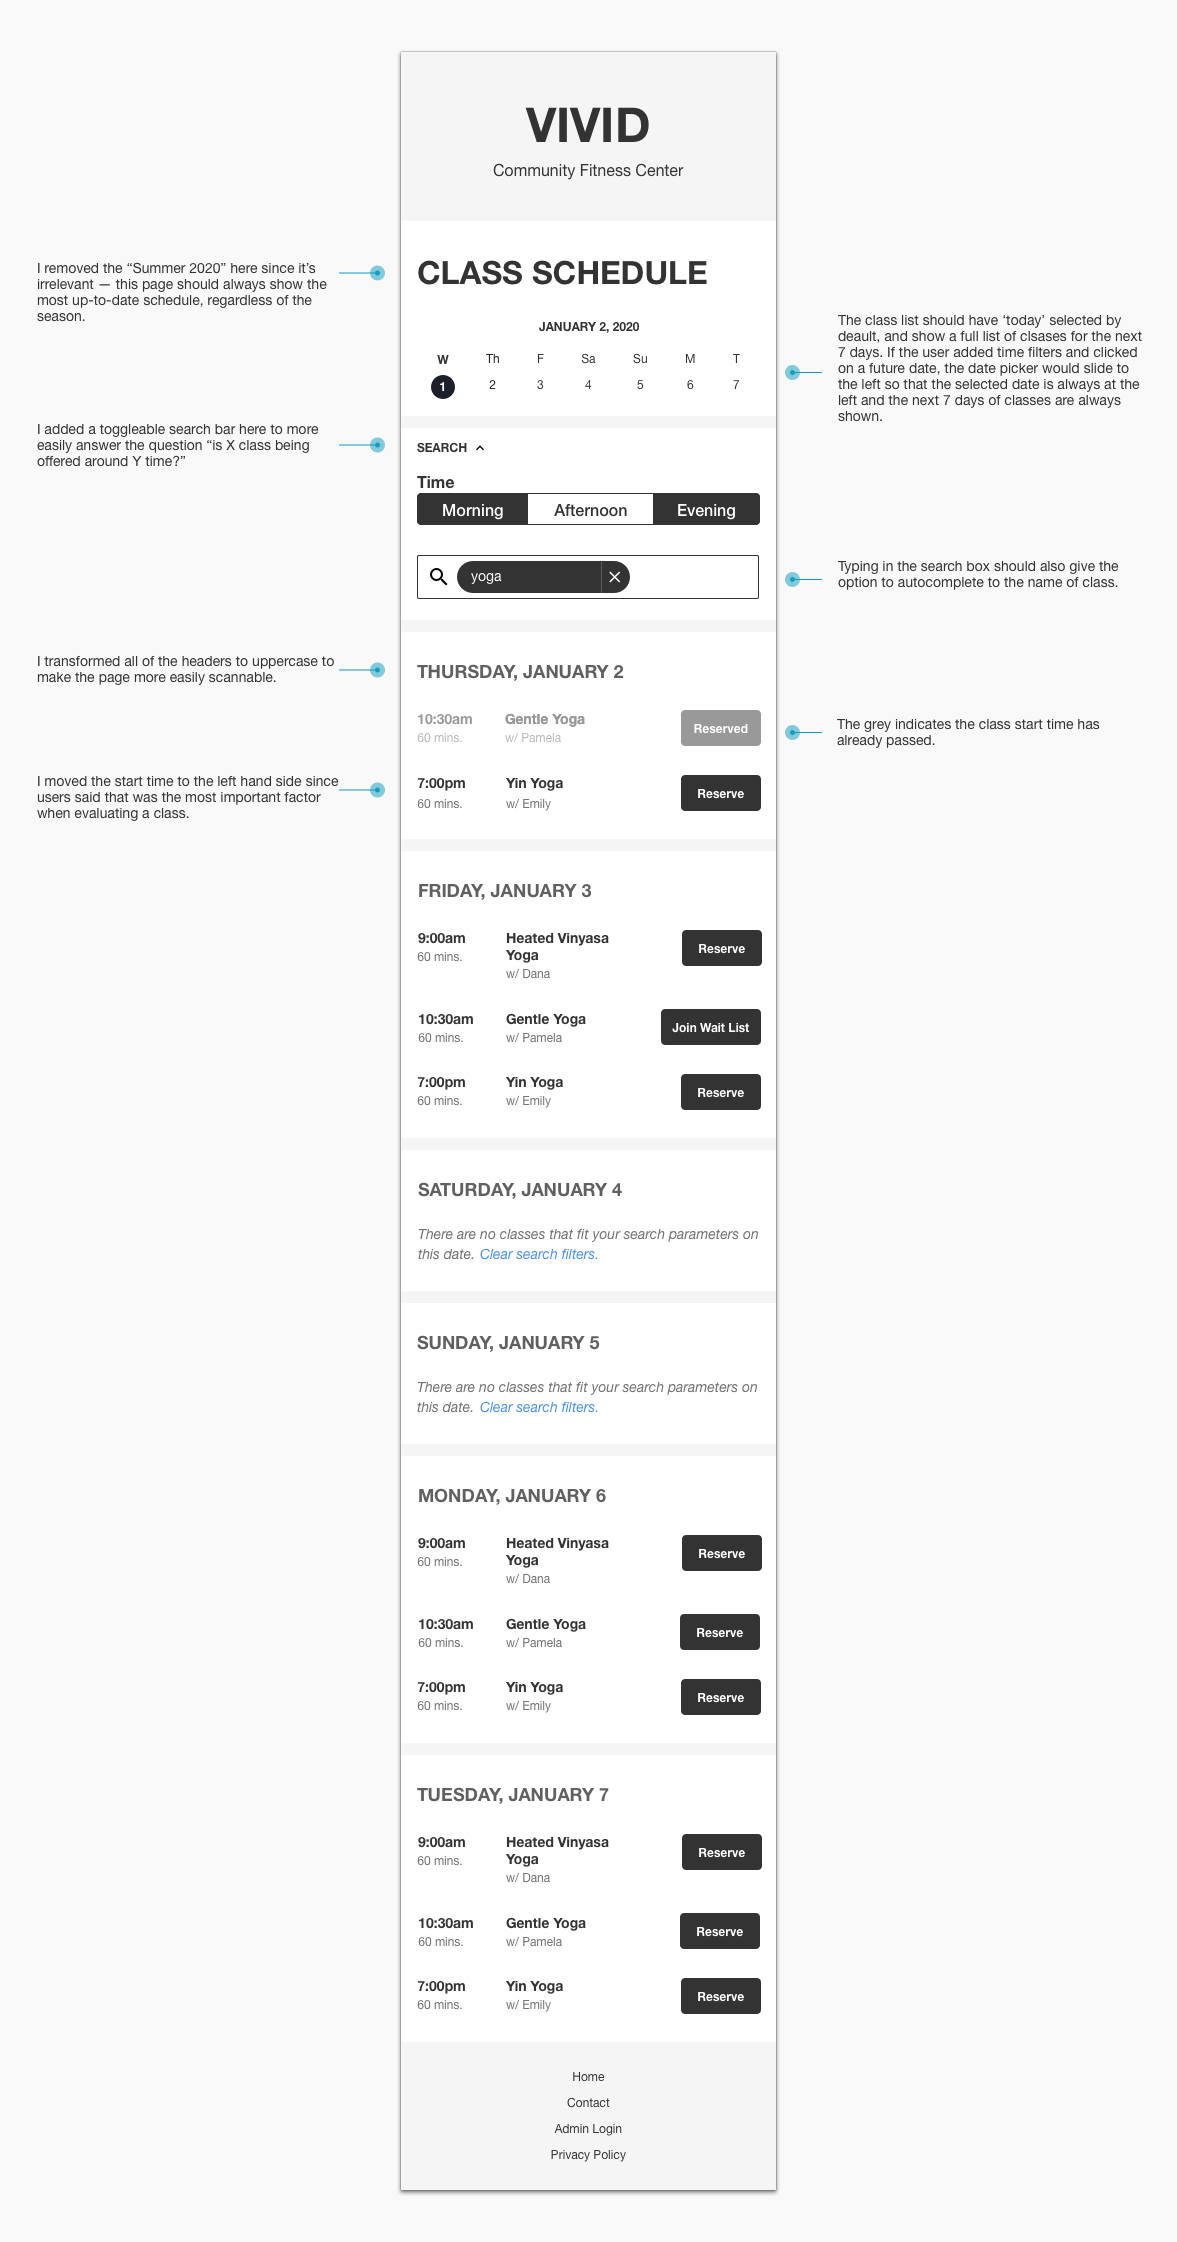 VIVID
Community Fitness Center
I removed the “Summer 2020” here since it’s
irrelevant — this page should always show the
most up-to-date schedule, regardless of the
season.
CLASS SCHEDULE
JANUARY 2, 2020
W Th F Sa Su M T
1 2 3 4 5 6 7
The class list should have ‘today’ selected by
deault, and show a full list of clsases for the next
7 days. If the user added time filters and clicked
on a future date, the date picker would slide to
the left so that the selected date is always at the
left and the next 7 days of classes are always
shown.
I added a toggleable search bar here to more
easily answer the question “is X class being
offered around Y time?”
SEARCH
Time
Morning Afternoon Evening
yoga
Typing in the search box should also give the
option to autocomplete to the name of class.
I transformed all of the headers to uppercase to
make the page more easily scannable.
THURSDAY, JANUARY 2
10:30am Gentle Yoga Reserved
60 mins. w/ Pamela
The grey indicates the class start time has
already passed.
I moved the start time to the left hand side since
users said that was the most important factor
when evaluating a class.
7:00pm Yin Yoga Reserve
60 mins. w/ Emily
FRIDAY, JANUARY 3
9:00am Heated Vinyasa Reserve
60 mins. Yoga
w/ Dana
10:30am Gentle Yoga Join Wait List
60 mins. w/ Pamela
7:00pm Yin Yoga Reserve
60 mins. w/ Emily
SATURDAY, JANUARY 4
There are no classes that fit your search parameters on
this date. Clear search filters.
SUNDAY, JANUARY 5
There are no classes that fit your search parameters on
this date. Clear search filters.
MONDAY, JANUARY 6
9:00am Heated Vinyasa Reserve
60 mins. Yoga
w/ Dana
10:30am Gentle Yoga Reserve
60 mins. w/ Pamela
7:00pm Yin Yoga Reserve
60 mins. w/ Emily
TUESDAY, JANUARY 7
9:00am Heated Vinyasa Reserve
60 mins. Yoga
w/ Dana
10:30am Gentle Yoga Reserve
60 mins. w/ Pamela
7:00pm Yin Yoga Reserve
60 mins. w/ Emily
Home
Contact
Admin Login
Privacy Policy